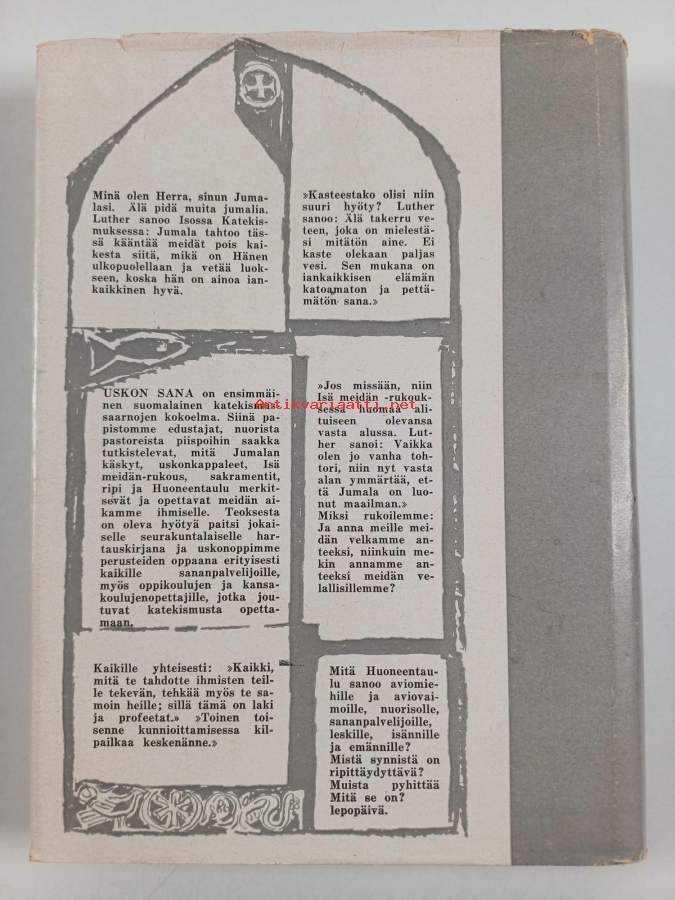 Minä olen Herra, sinun Juma-
lasi. Älä pidä muita jumalia.
Luther sanoo Isossa Katekis-
muksessa: Jumala tahtoo täs-
sä kääntää meidät pois kai-
kesta siitä, mikä on Hänen
ulkopuolellaan ja vetää luok-
seen, koska hän on ainoa ian-
kaikkinen hyvä.
»Kasteestako olisi niin
suuri hyöty? Luther
sanoo: Älä takerru ve-
teen, joka on mielestä-
si mitätön aine. Ei
kaste olekaan paljas
vesi. Sen mukana on
iankaikkisen elämän
katoamaton ja pettä-
mätön sana.»
USKON SANA on ensimmäi-
nen suomalainen katekismus-
saarnojen kokoelma. Siinä pa-
pistomme edustajat, nuorista
pastoreista piispoihin saakka
tutkistelevat, mitä Jumalan
käskyt, uskonkappaleet, Isä
meidän-rukous, sakramentit,
ripi ja Huoneentaulu merkit-
sevät ja opettavat meidän ai-
kamme ihmiselle. Teoksesta
on oleva hyötyä paitsi jokai-
selle seurakuntalaiselle har-
tauskirjana ja uskonoppimme
perusteiden oppaana erityisesti
kaikille sananpalvelijoille,
myös oppikoulujen ja kansa-
koulujenopettajille, jotka jou-
tuvat katekismusta opetta-
maan.
»Jos missään, niin
Isä meidän -rukouk-
sessa huomaa ali-
tuiseen olevansa
vasta alussa. Lut-
her sanoi: Vaikka
olen jo vanha toh-
tori, niin nyt vasta
alan ymmärtää, et-
tä Jumala on luo-
nut maailman.»
Miksi rukoilemme:
Ja anna meille mei-
dän velkamme an-
teeksi, niinkuin me-
kin annamme an-
teeksi meidän ve-
lallisillemme?
Antikvariaatti.net
Kaikille yhteisesti: »Kaikki,
mitä te tahdotte ihmisten teil-
le tekevän, tehkää myös te sa-
moin heille; sillä tämä on laki
ja profeetat.» »Toinen toi-
senne kunnioittamisessa kil-
pailkaa keskenänne.»
Mitä Huoneentau-
lu sanoo aviomie-
hille ja aviovai-
moille, nuorisolle,
sananpalvelijoille,
leskille, isännille
ja emännille?
Mistä synnistä on
ripittäydyttävä?
Muista pyhittää
Mitä se on?
lepopäivä.